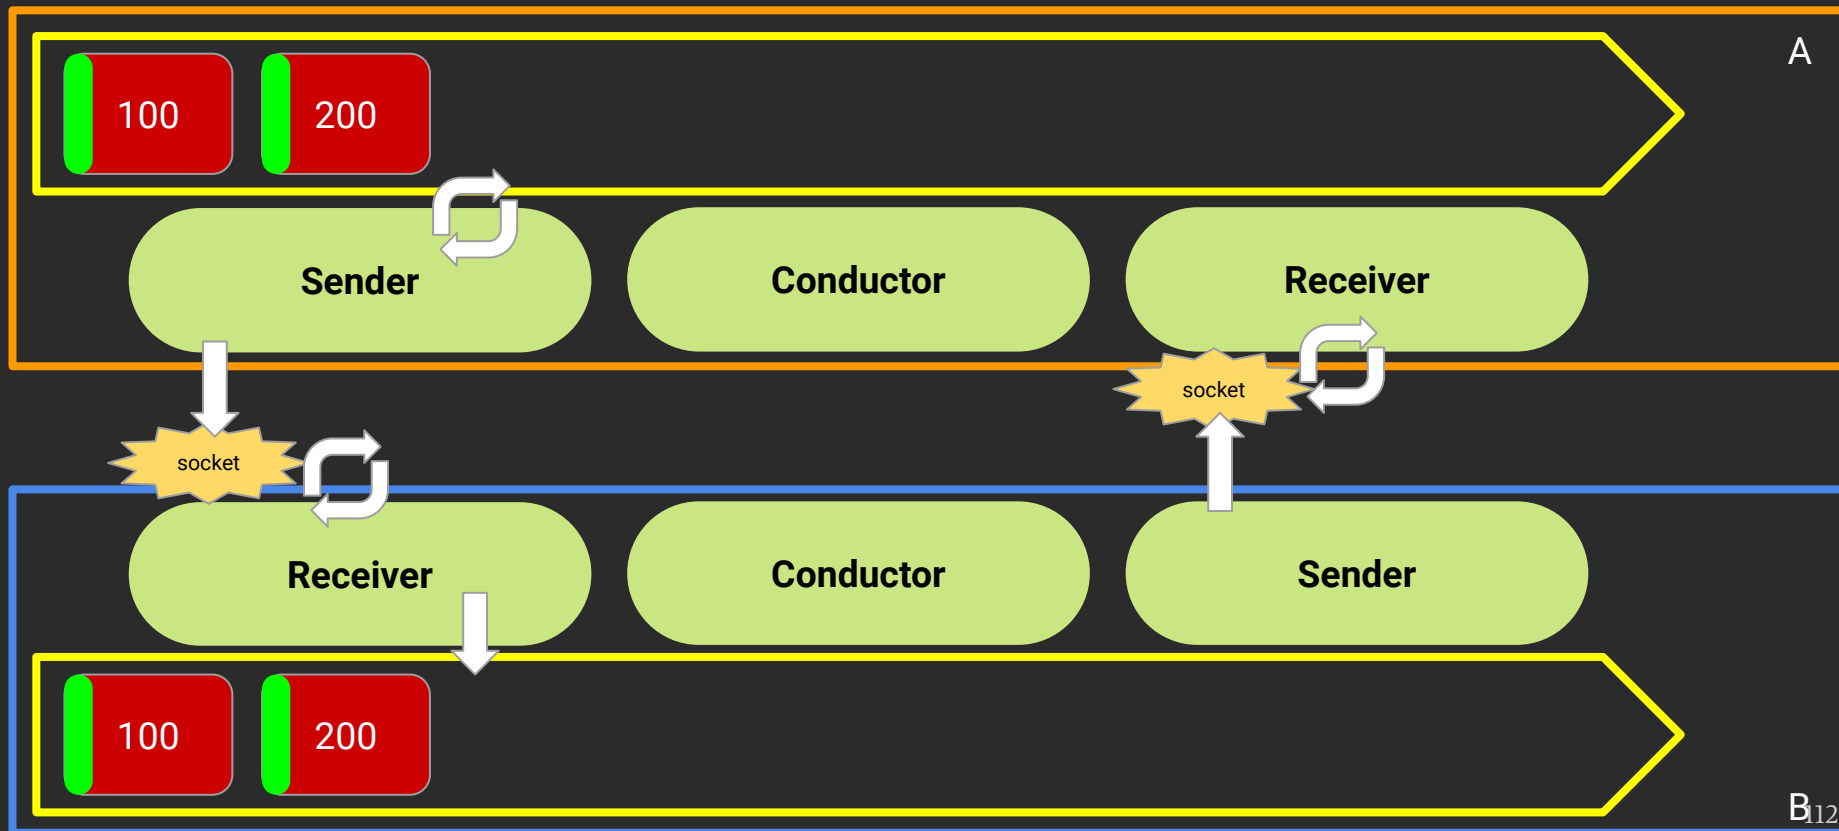 A
100 200
Sender Conductor Receiver
socket
socket
Receiver Conductor Sender
100 200
B
112